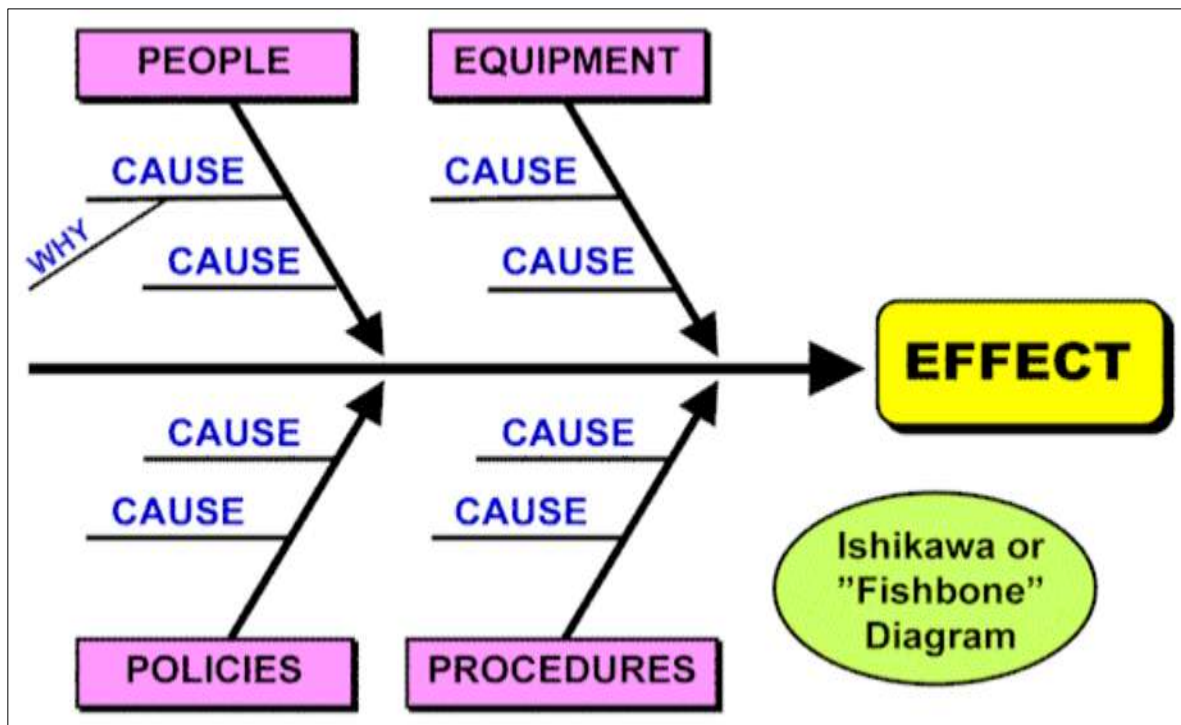 PEOPLE
EQUIPMENT
CAUSE
CAUSE
WHY
CAUSE
CAUSE
EFFECT
CAUSE
CAUSE
CAUSE
CAUSE
Ishikawa or
”Fishbone”
Diagram
POLICIES
PROCEDURES